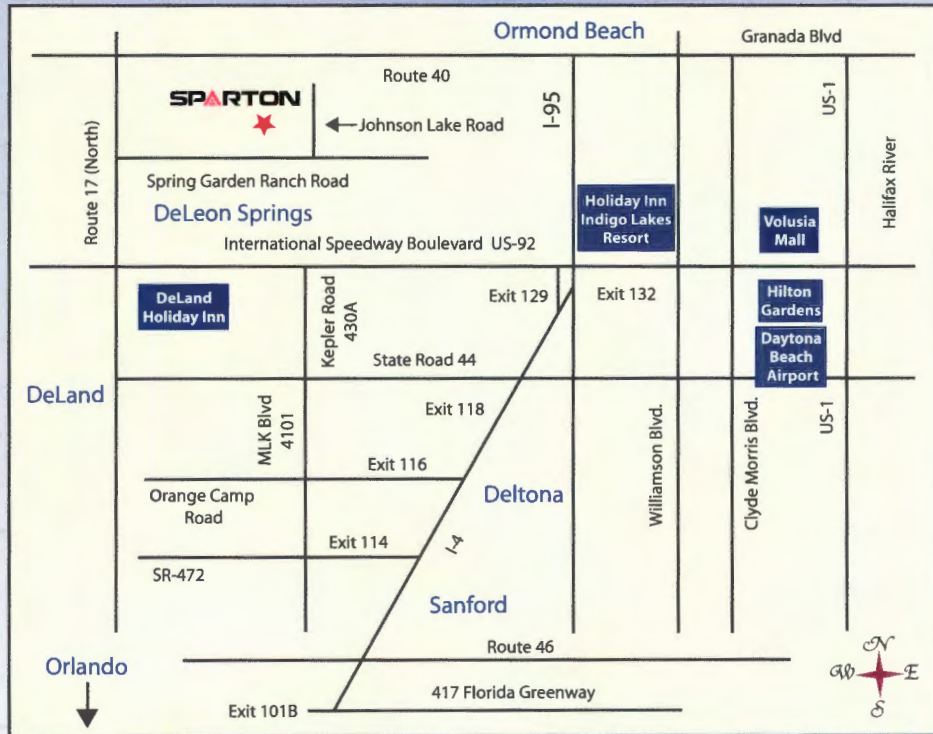 Ormond Beach
Granada Blvd
Route 40
SPARTON
Johnson Lake Road
I-95
US-1
Route 17 (North)
Halifax River
Spring Garden Ranch Road
DeLeon Springs
Holiday Inn
Indigo Lakes
Resort
Volusia
Mall
International Speedway Boulevard US-92
DeLand
Holiday Inn
Kepler Road
430A
Exit 129
Exit 132
Hilton
Gardens
Daytona
Beach
Airport
State Road 44
DeLand
MLK Blvd
4101
Exit 118
Williamson Blvd.
Clyde Morris Blvd.
US-1
Exit 116
Orange Camp
Road
Deltona
Exit 114
I-4
SR-472
Sanford
Route 46
Orlando
417 Florida Greenway
Exit 101B
N
W
E
S